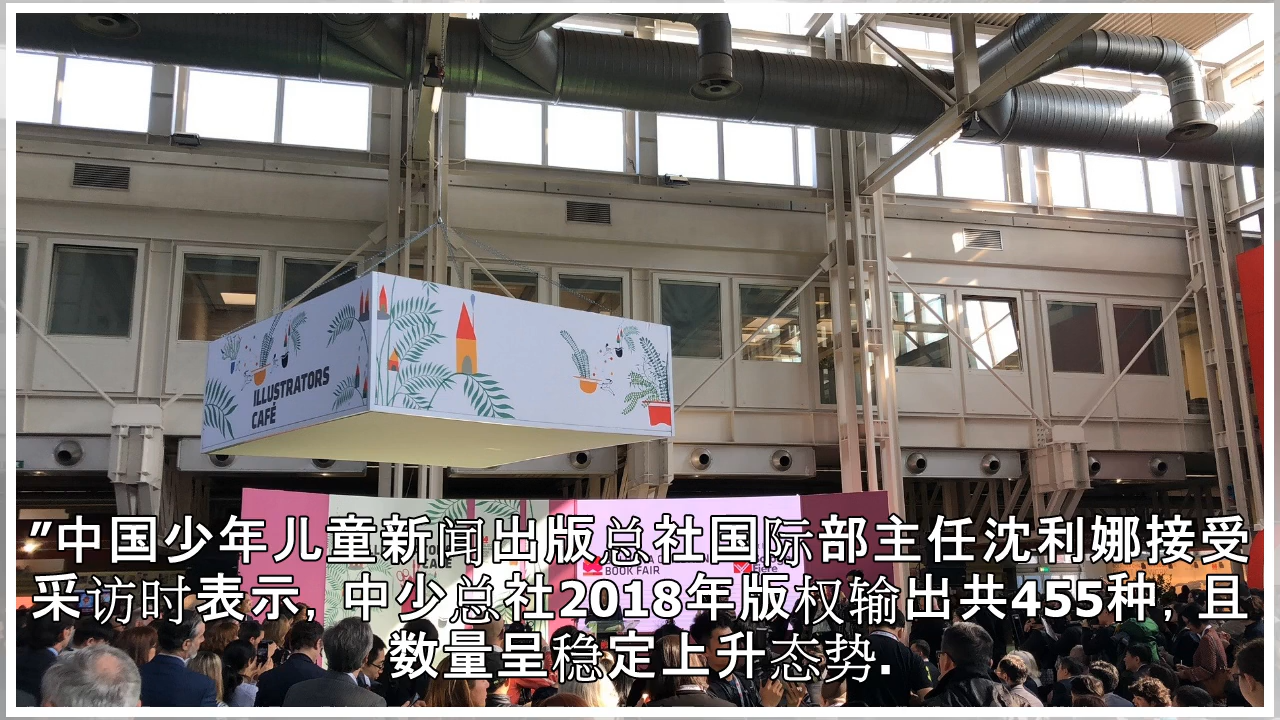 ILLUSTRATORS
CAFÉ
BOOK FAIR
Fiere
"中国少年儿童新闻出版总社国际部主任沈利娜接受
采访时表示, 中少总社2018年版权输出共455种, 且
数量呈稳定上升态势.